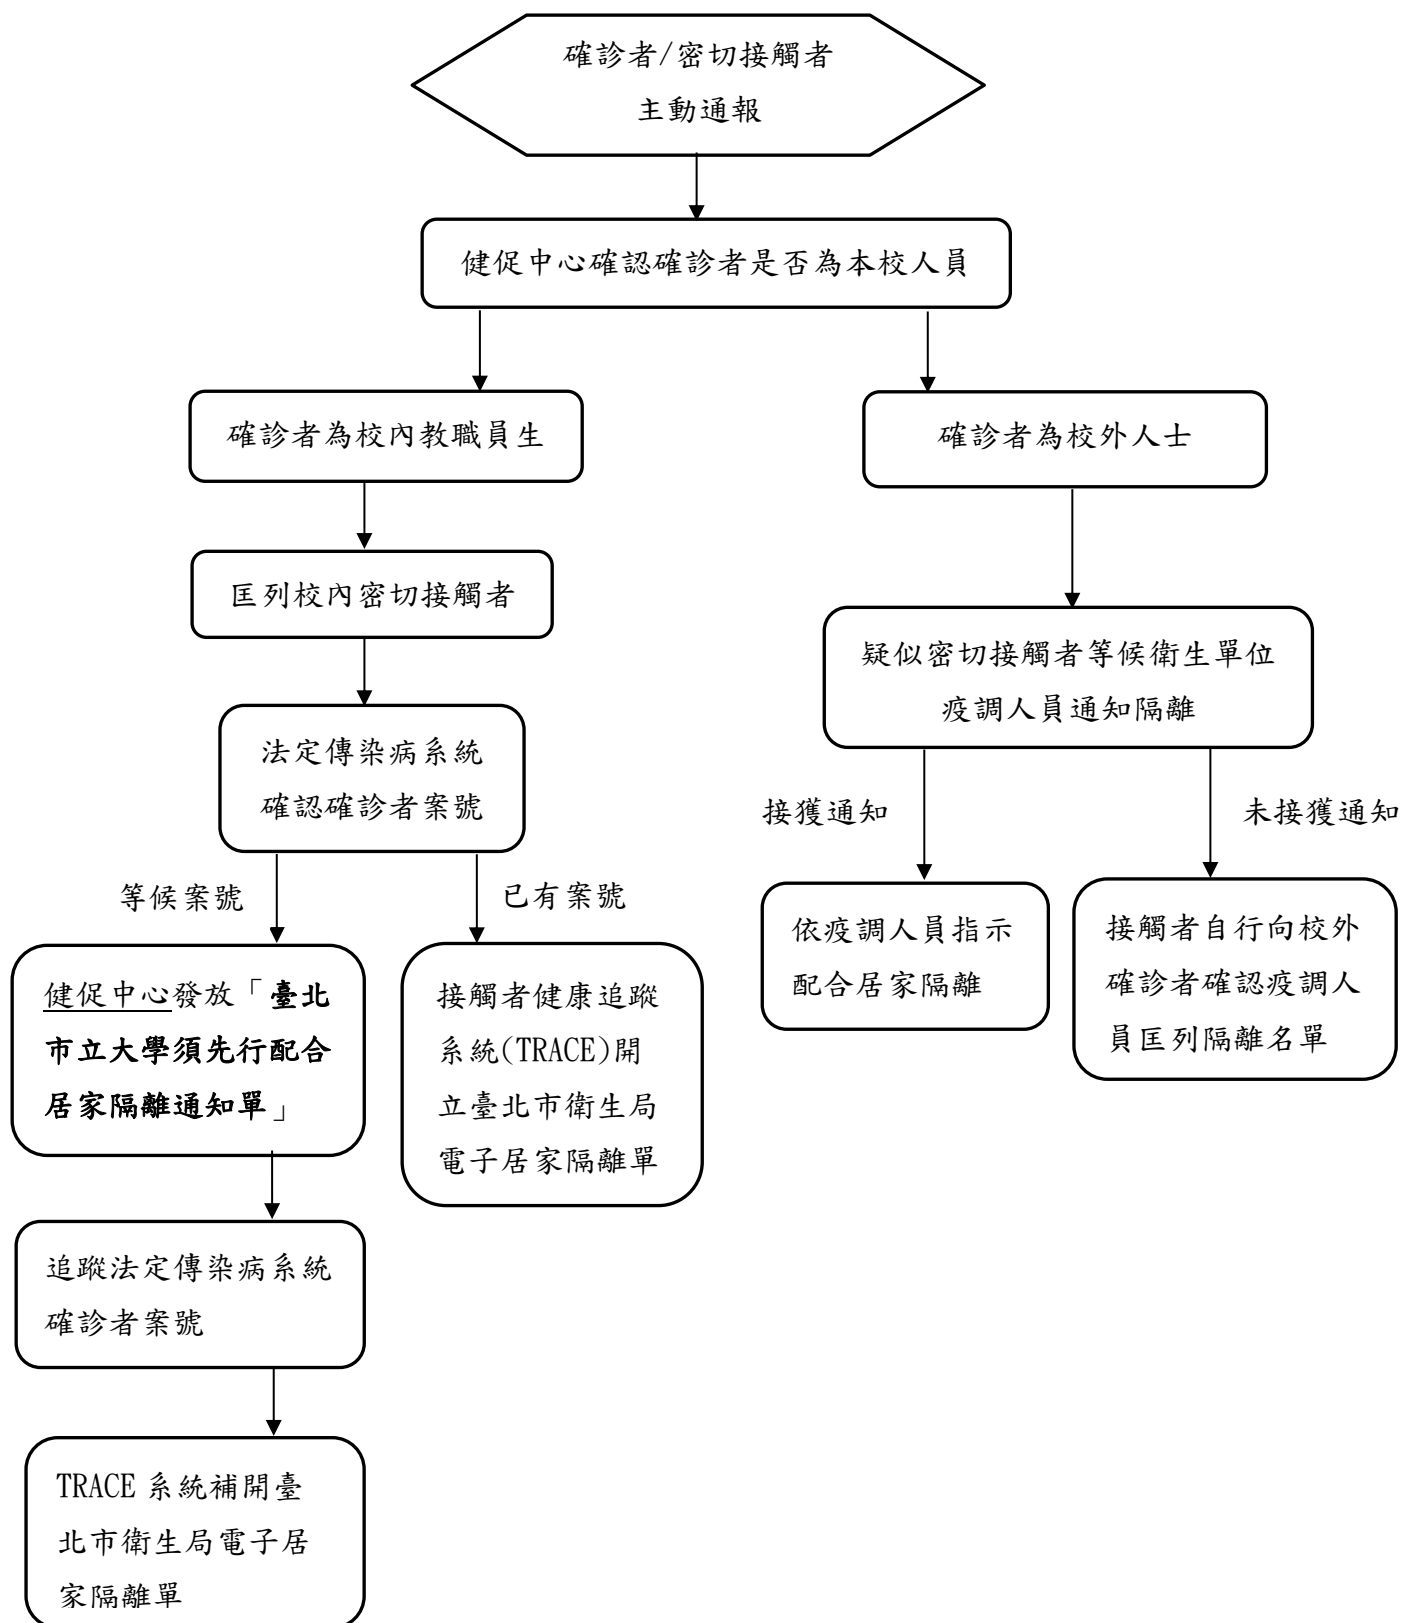 確診者/密切接觸者
主動通報
健促中心確認確診者是否為本校人員
確診者為校內教職員生
確診者為校外人士
匡列校內密切接觸者
疑似密切接觸者等候衛生單位
疫調人員通知隔離
法定傳染病系統
確認確診者案號
接獲通知
未接獲通知
等候案號
已有案號
健促中心發放「臺北
市立大學須先行配合
居家隔離通知單」
接觸者健康追蹤
系統(TRACE)開
立臺北市衛生局
電子居家隔離單
依疫調人員指示
配合居家隔離
接觸者自行向校外
確診者確認疫調人
員匡列隔離名單
追蹤法定傳染病系統
確診者案號
TRACE 系統補開臺
北市衛生局電子居
家隔離單